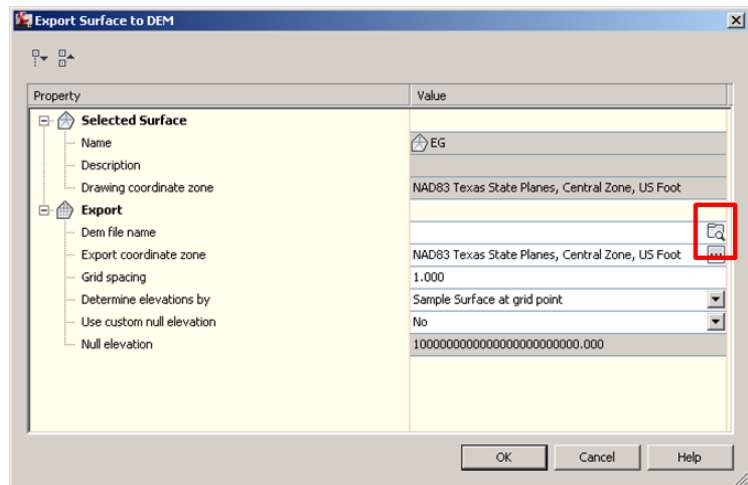 Export Surface to DEM
Property Value
Selected Surface
Name EG
Description
Drawing coordinate zone NAD83 Texas State Planes, Central Zone, US Foot
Export
Dem file name
Export coordinate zone NAD83 Texas State Planes, Central Zone, US Foot ...
Grid spacing 1.000
Determine elevations by Sample Surface at grid point
Use custom null elevation No
Null elevation 1000000000000000000000000.000
OK Cancel Help